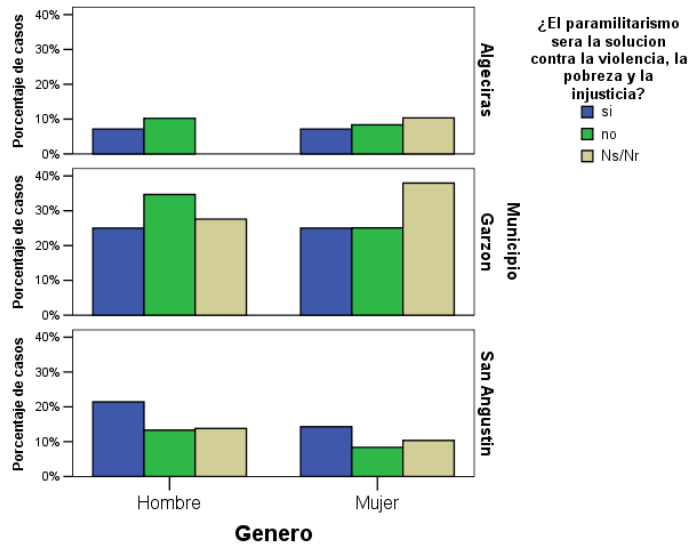 40%
30%
20%
10%
0%
Porcentaje de casos
Algeciras
40%
30%
20%
10%
0%
Porcentaje de casos
Garzon
Municipio
40%
30%
20%
10%
0%
Porcentaje de casos
San Angustin
Hombre
Mujer
Genero
¿El paramilitarismo
sera la solucion
contra la violencia, la
pobreza y la
injusticia?
si
no
Ns/Nr